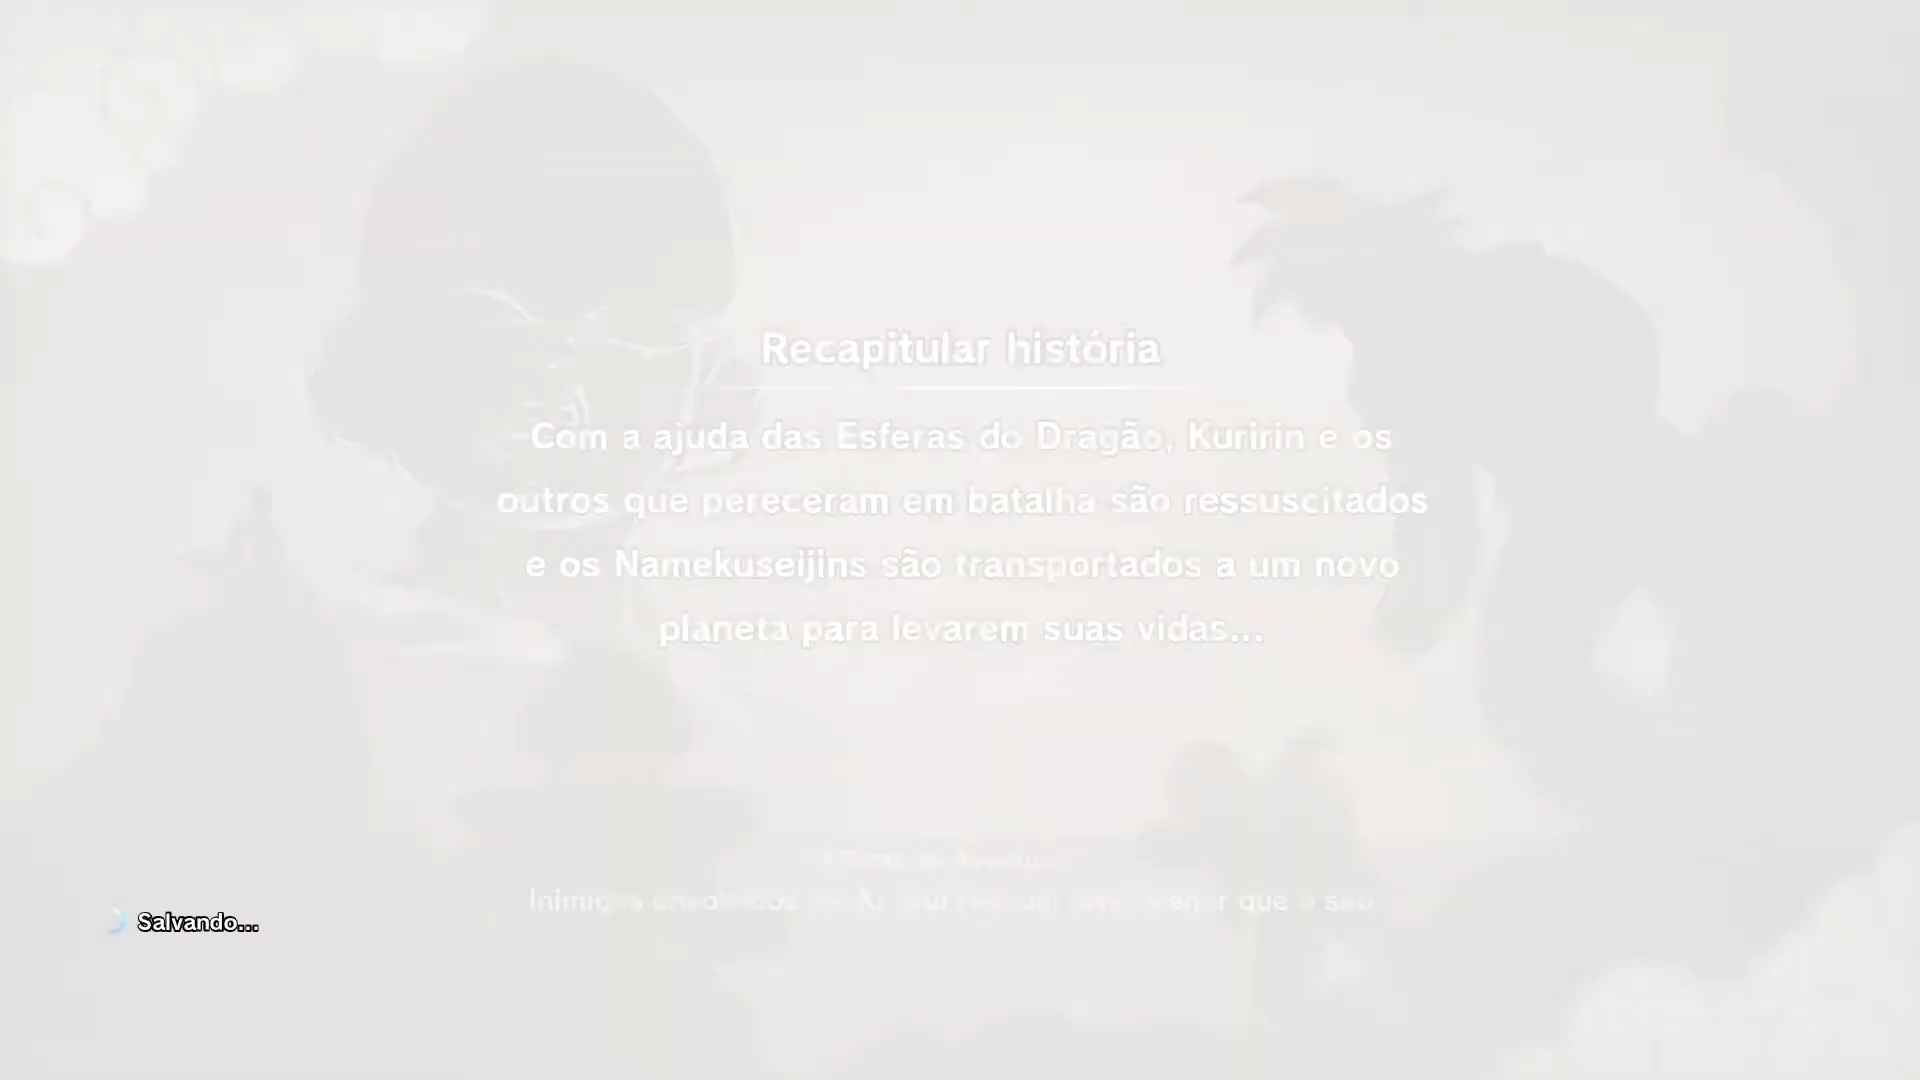 Recapitular história
Com a ajuda das Esferas do Dragão, Kuririn e os
outros que pereceram em batalha são ressuscitados
e os Namekuseijins são transportados a um novo
planeta para levarem suas vidas...
Inimigos que o seu
Salvando...